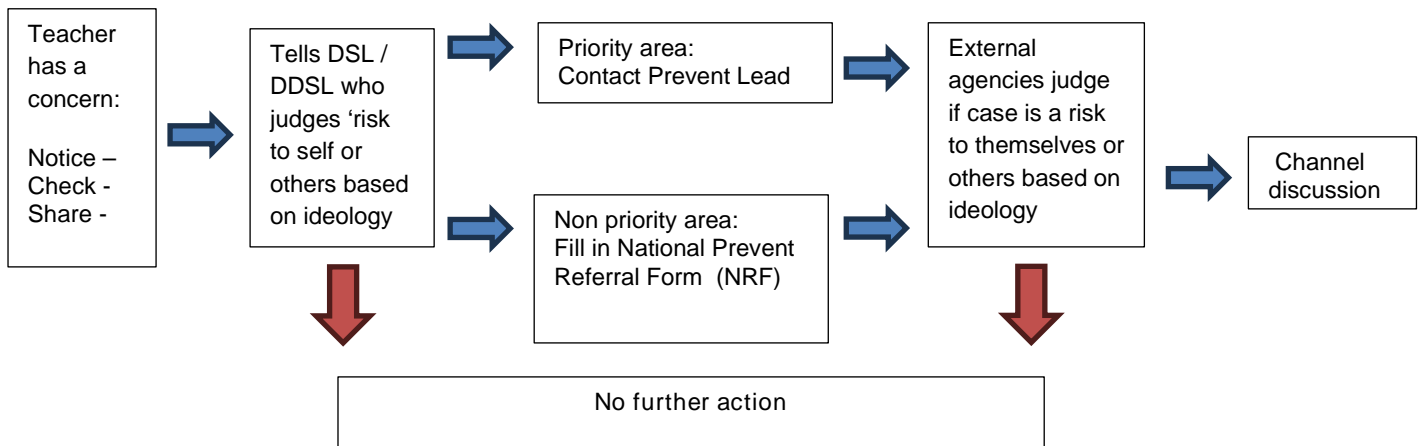 Teacher
has a
concern:
Notice –
Check -
Share -
Tells DSL /
DDSL who
judges ‘risk
to self or
others based
on ideology
Priority area:
Contact Prevent Lead
Non priority area:
Fill in National Prevent
Referral Form  (NRF)
External
agencies judge
if case is a risk
to themselves or
others based on
ideology
Channel
discussion
No further action